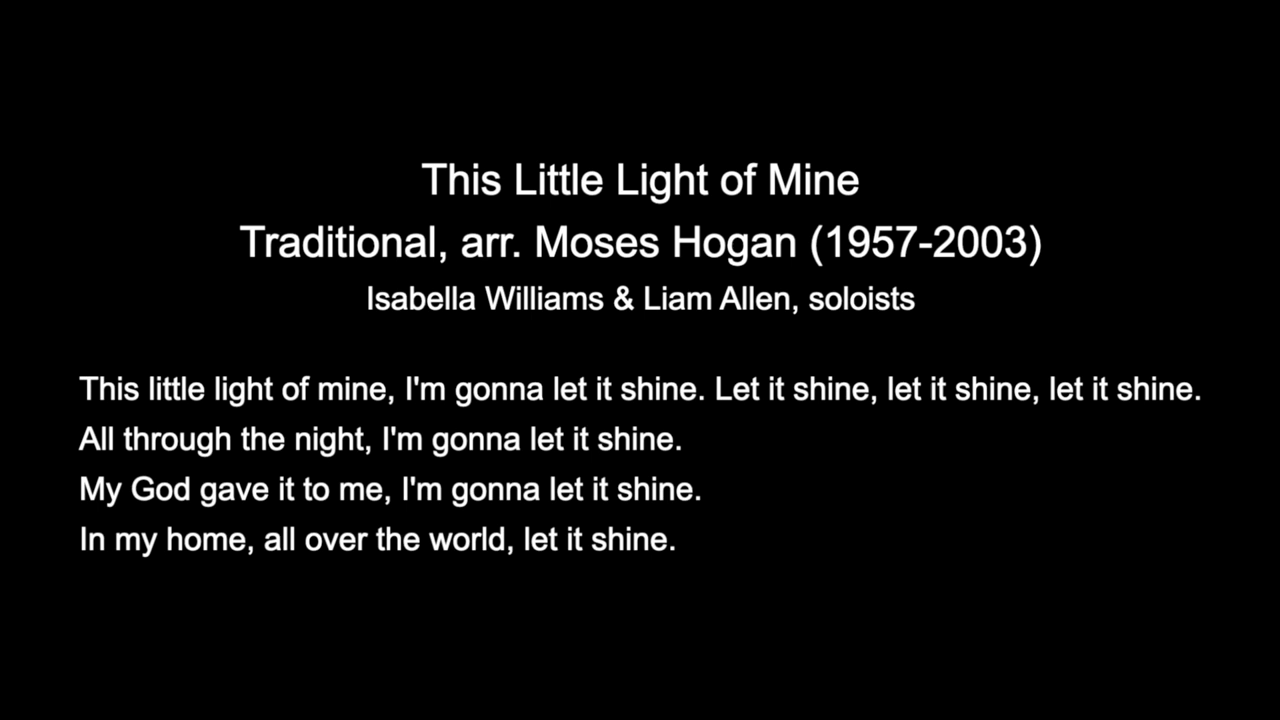 This Little Light of Mine
Traditional, arr. Moses Hogan (1957-2003)
Isabella Williams & Liam Allen, soloists
This little light of mine, I'm gonna let it shine. Let it shine, let it shine, let it shine.
All through the night, I'm gonna let it shine.
My God gave it to me, I'm gonna let it shine.
In my home, all over the world, let it shine.